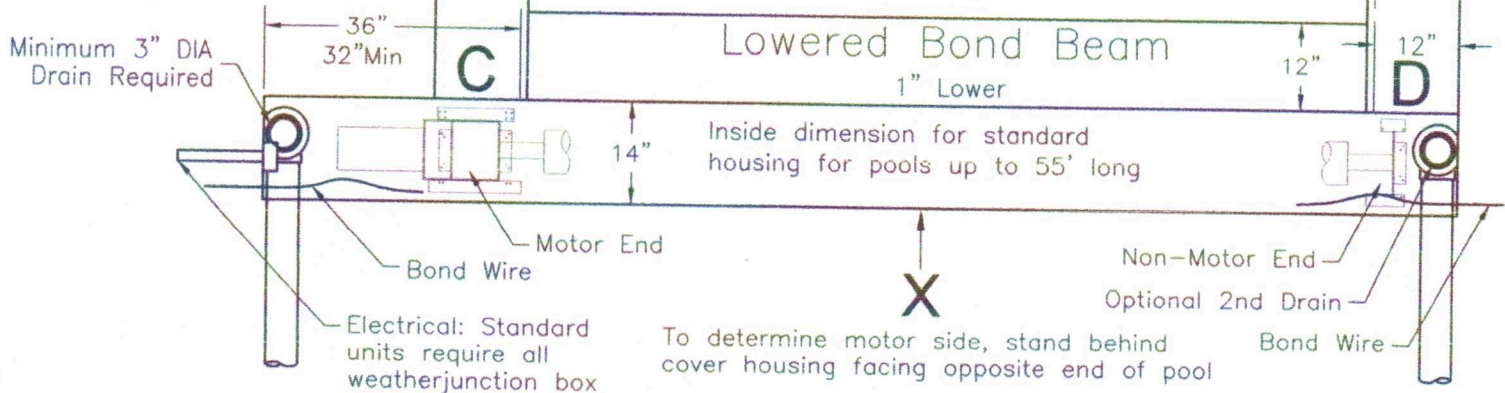 36"
32"Min
Minimum 3" DIA
Drain Required
C
Lowered Bond Beam
1" Lower
12"
12"
D
14"
Inside dimension for standard
housing for pools up to 55' long
Motor End
Bond Wire
Electrical: Standard
units require all
weatherjunction box
X
To determine motor side, stand behind
cover housing facing opposite end of pool
Non-Motor End
Optional 2nd Drain
Bond Wire